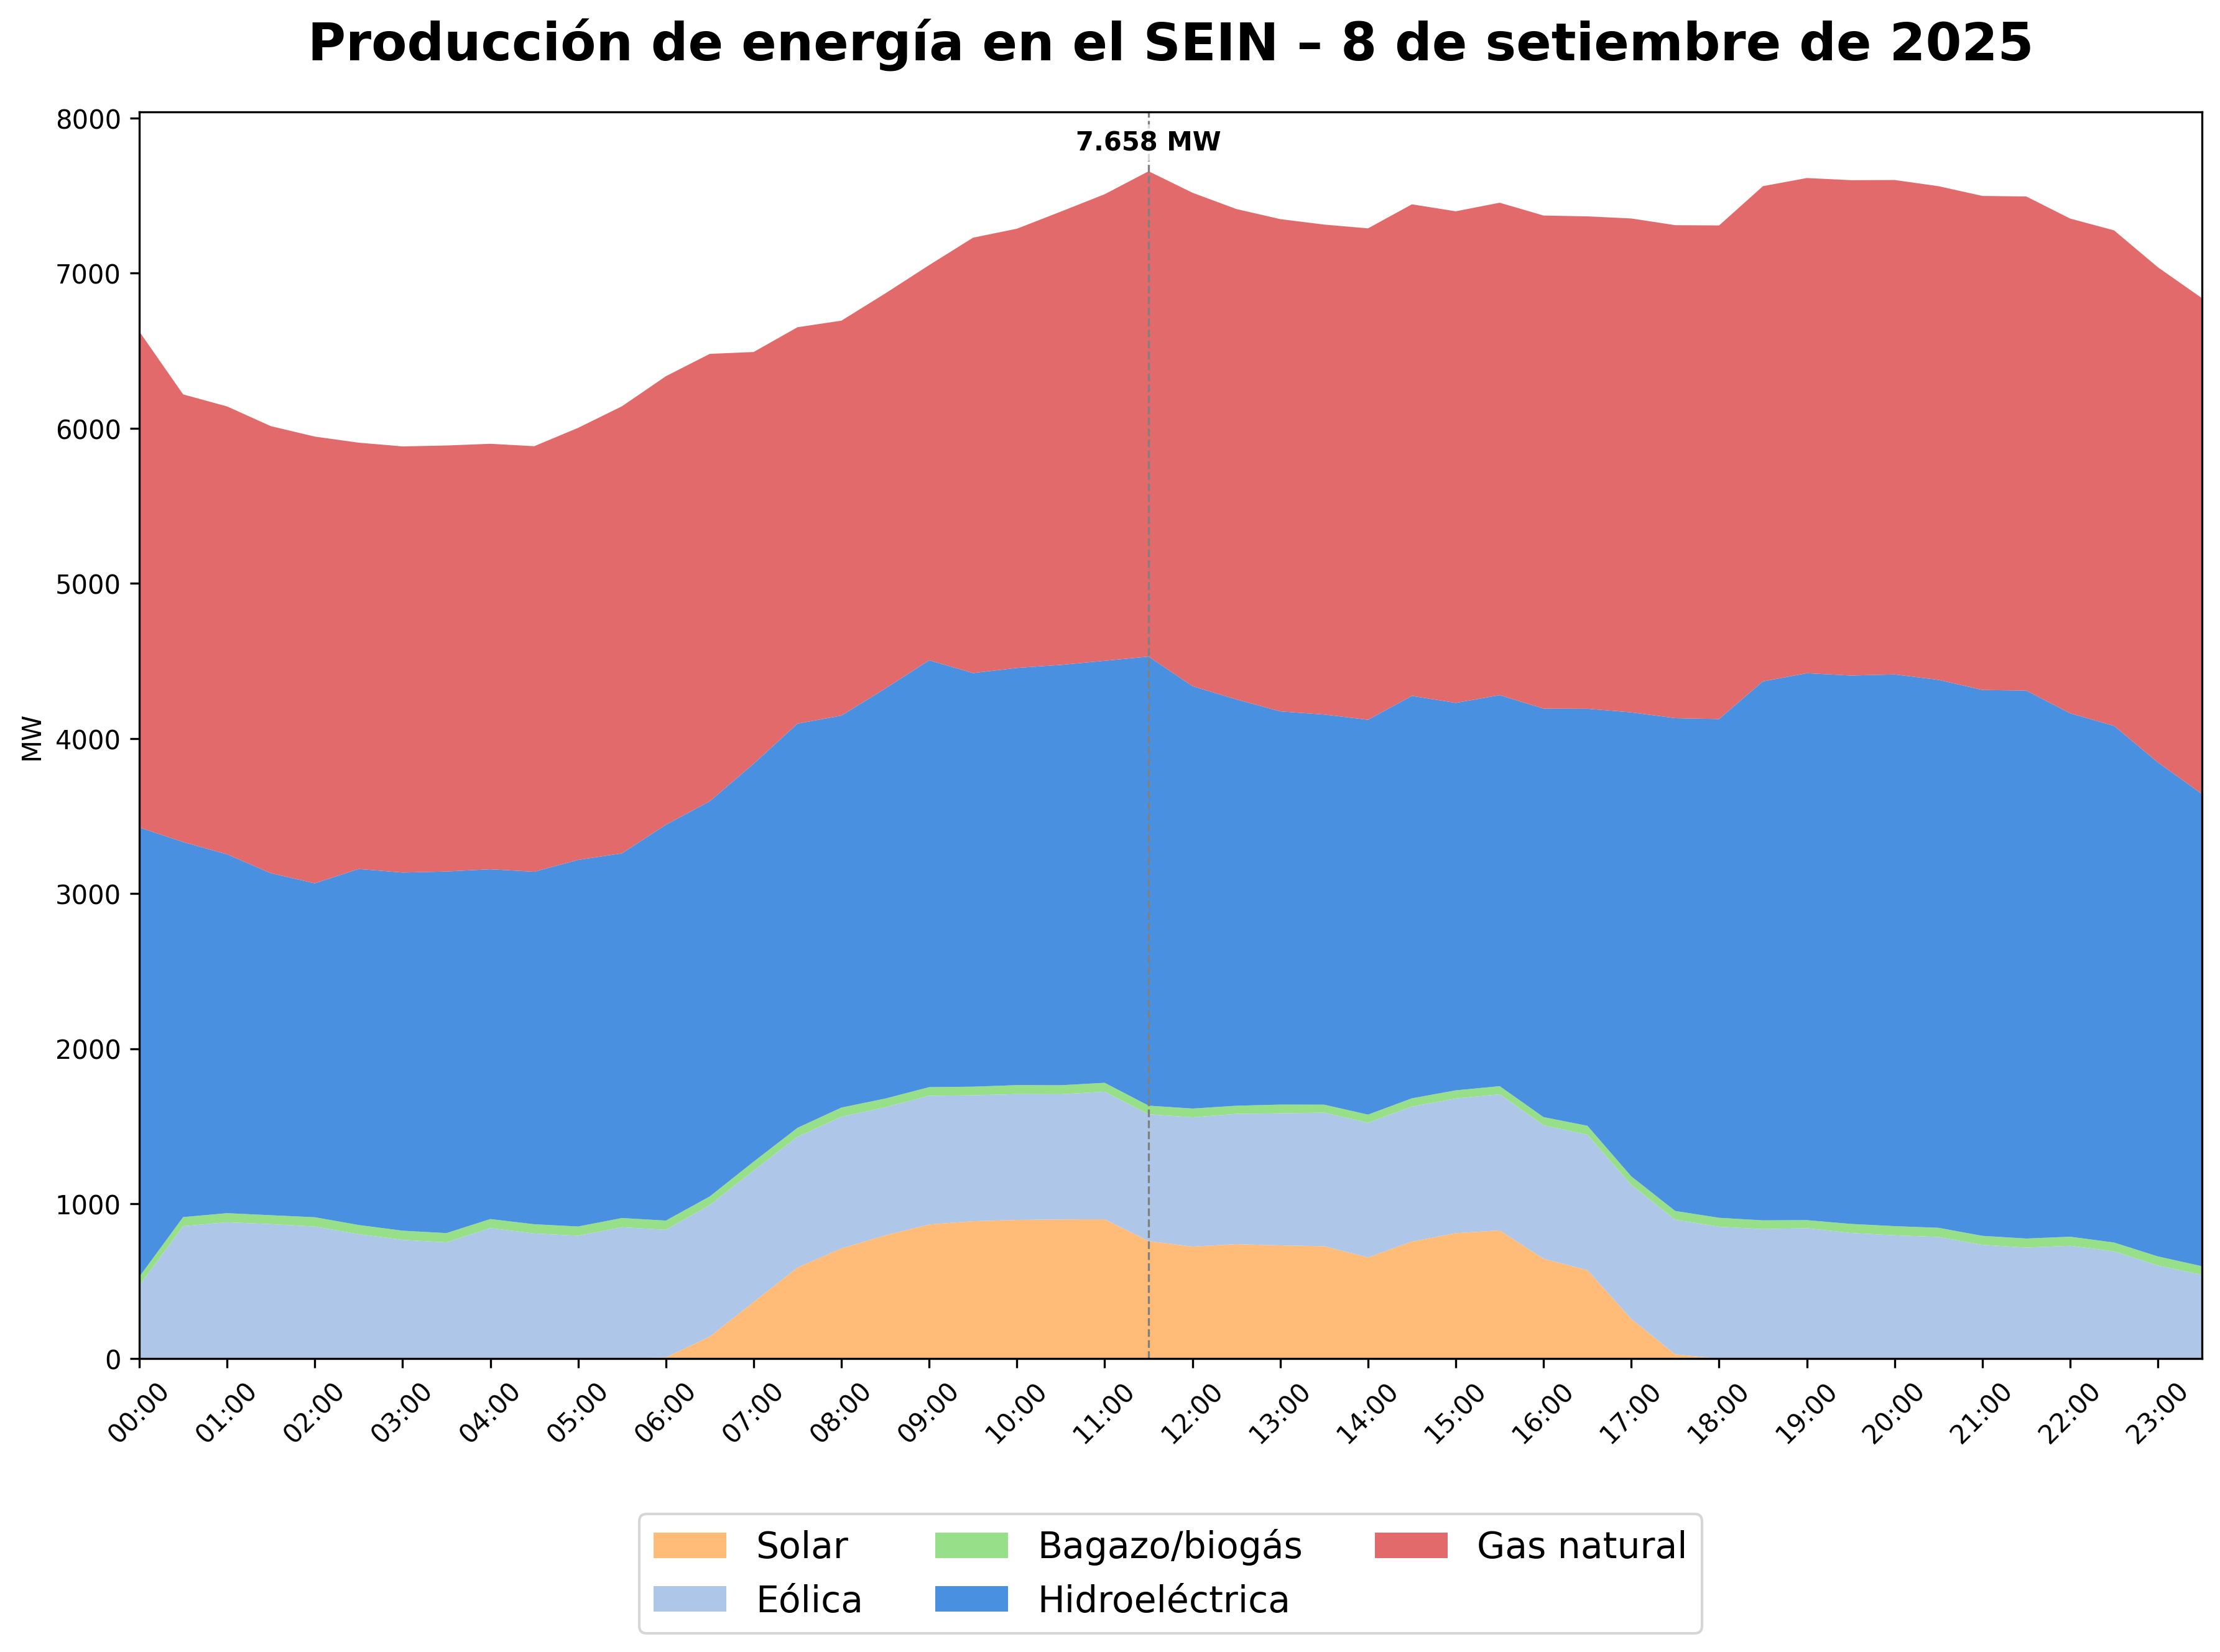 Producción de energía en el SEIN – 8 de setiembre de 2025
8000
7.658 MW
7000
6000
5000
4000
MW
3000
2000
1000
0
00:00 01:00 02:00 03:00 04:00 05:00 06:00 07:00 08:00 09:00 10:00 11:00 12:00 13:00 14:00 15:00 16:00 17:00 18:00 19:00 20:00 21:00 22:00 23:00
Solar Bagazo/biogás Gas natural
Eólica Hidroeléctrica